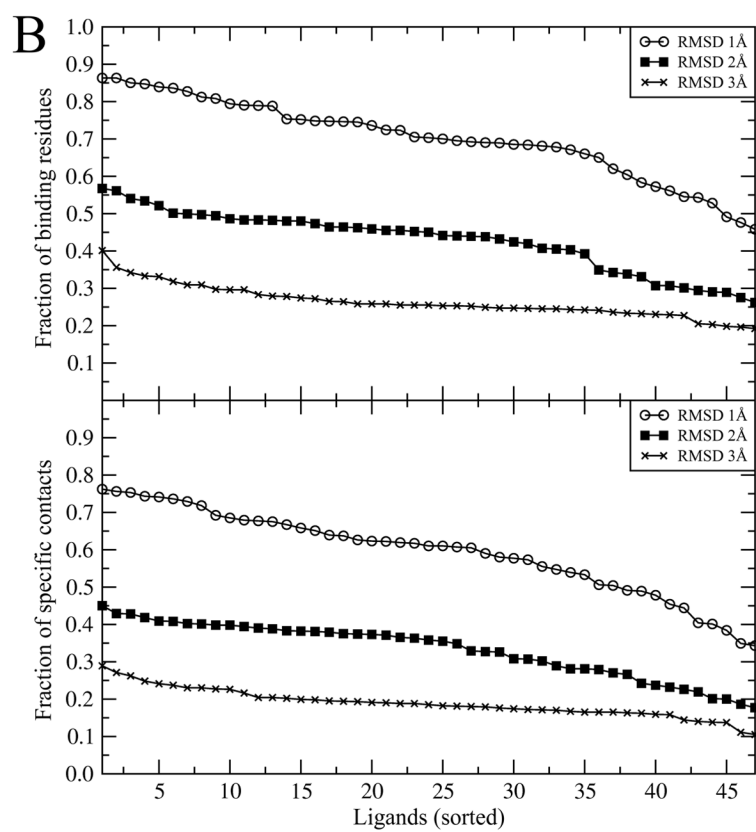 B
RMSD 1Å
RMSD 2Å
RMSD 3Å
1.0
0.9
0.8
0.7
0.6
0.5
0.4
0.3
0.2
0.1
Fraction of binding residues
RMSD 1Å
RMSD 2Å
RMSD 3Å
0.9
0.8
0.7
0.6
0.5
0.4
0.3
0.2
0.1
0.0
Fraction of specific contacts
5 10 15 20 25 30 35 40 45
Ligands (sorted)